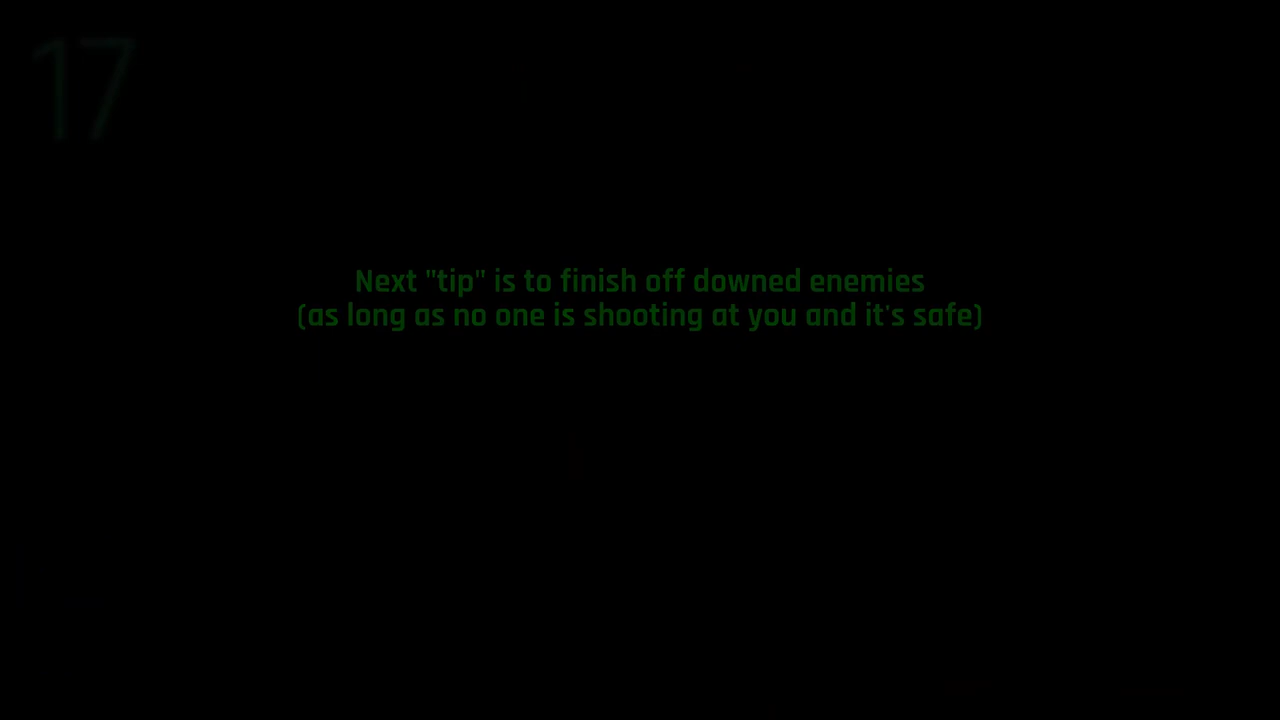 17
Next "tip" is to finish off downed enemies
(as long as no one is shooting at you and it's safe)